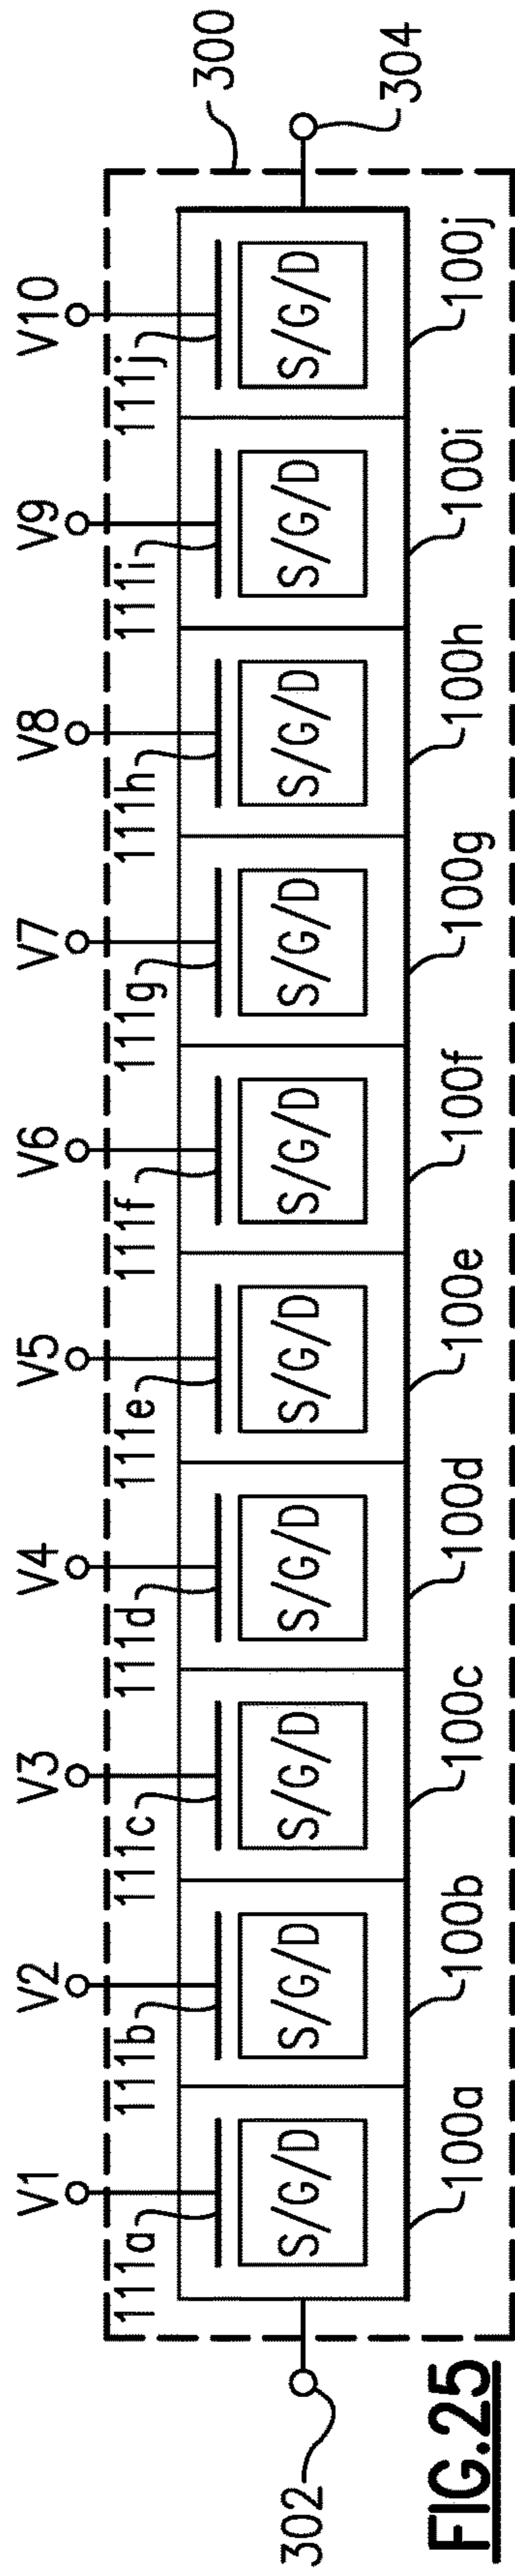 V1 V2 V3 V4 V5 V6 V7 V8 V9 V10
300
111a 111b 111c 111d 111e 111f 111g 111h 111i 111j
S/G/D S/G/D S/G/D S/G/D S/G/D S/G/D S/G/D S/G/D S/G/D S/G/D
302 304
100a 100b 100c 100d 100e 100f 100g 100h 100i 100j
FIG.25